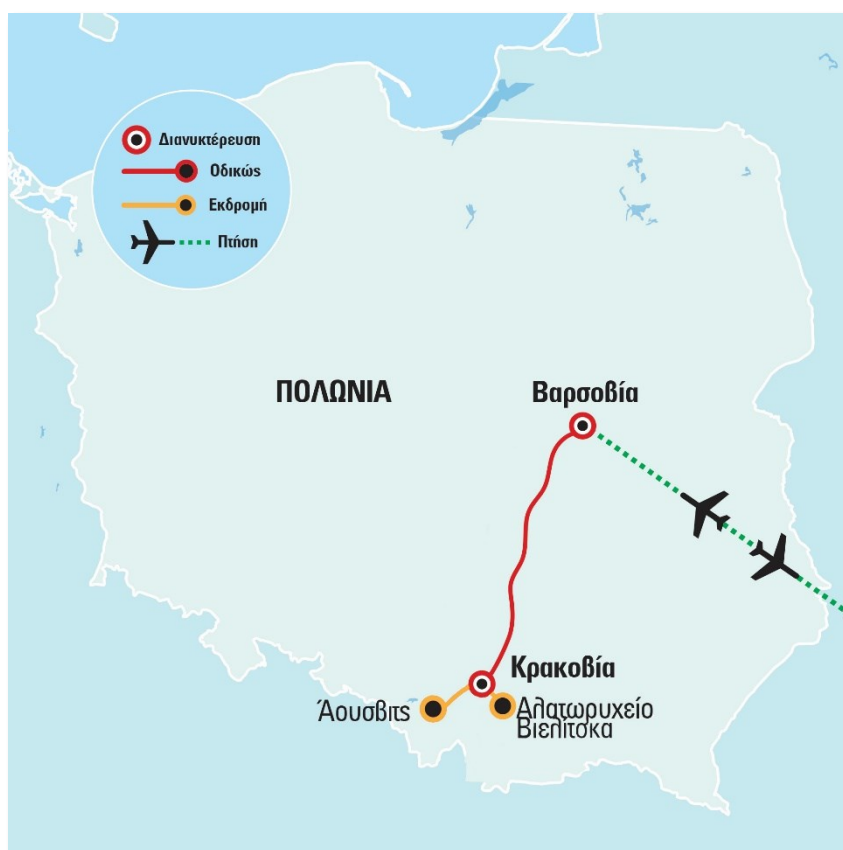 Διανυκτέρευση
Οδικώς
Εκδρομή
Πτήση
ΠΟΛΩΝΙΑ
Βαρσοβία
Κρακοβία
Άουσβιτς
Αλατωρυχείο
Βιελίτσκα